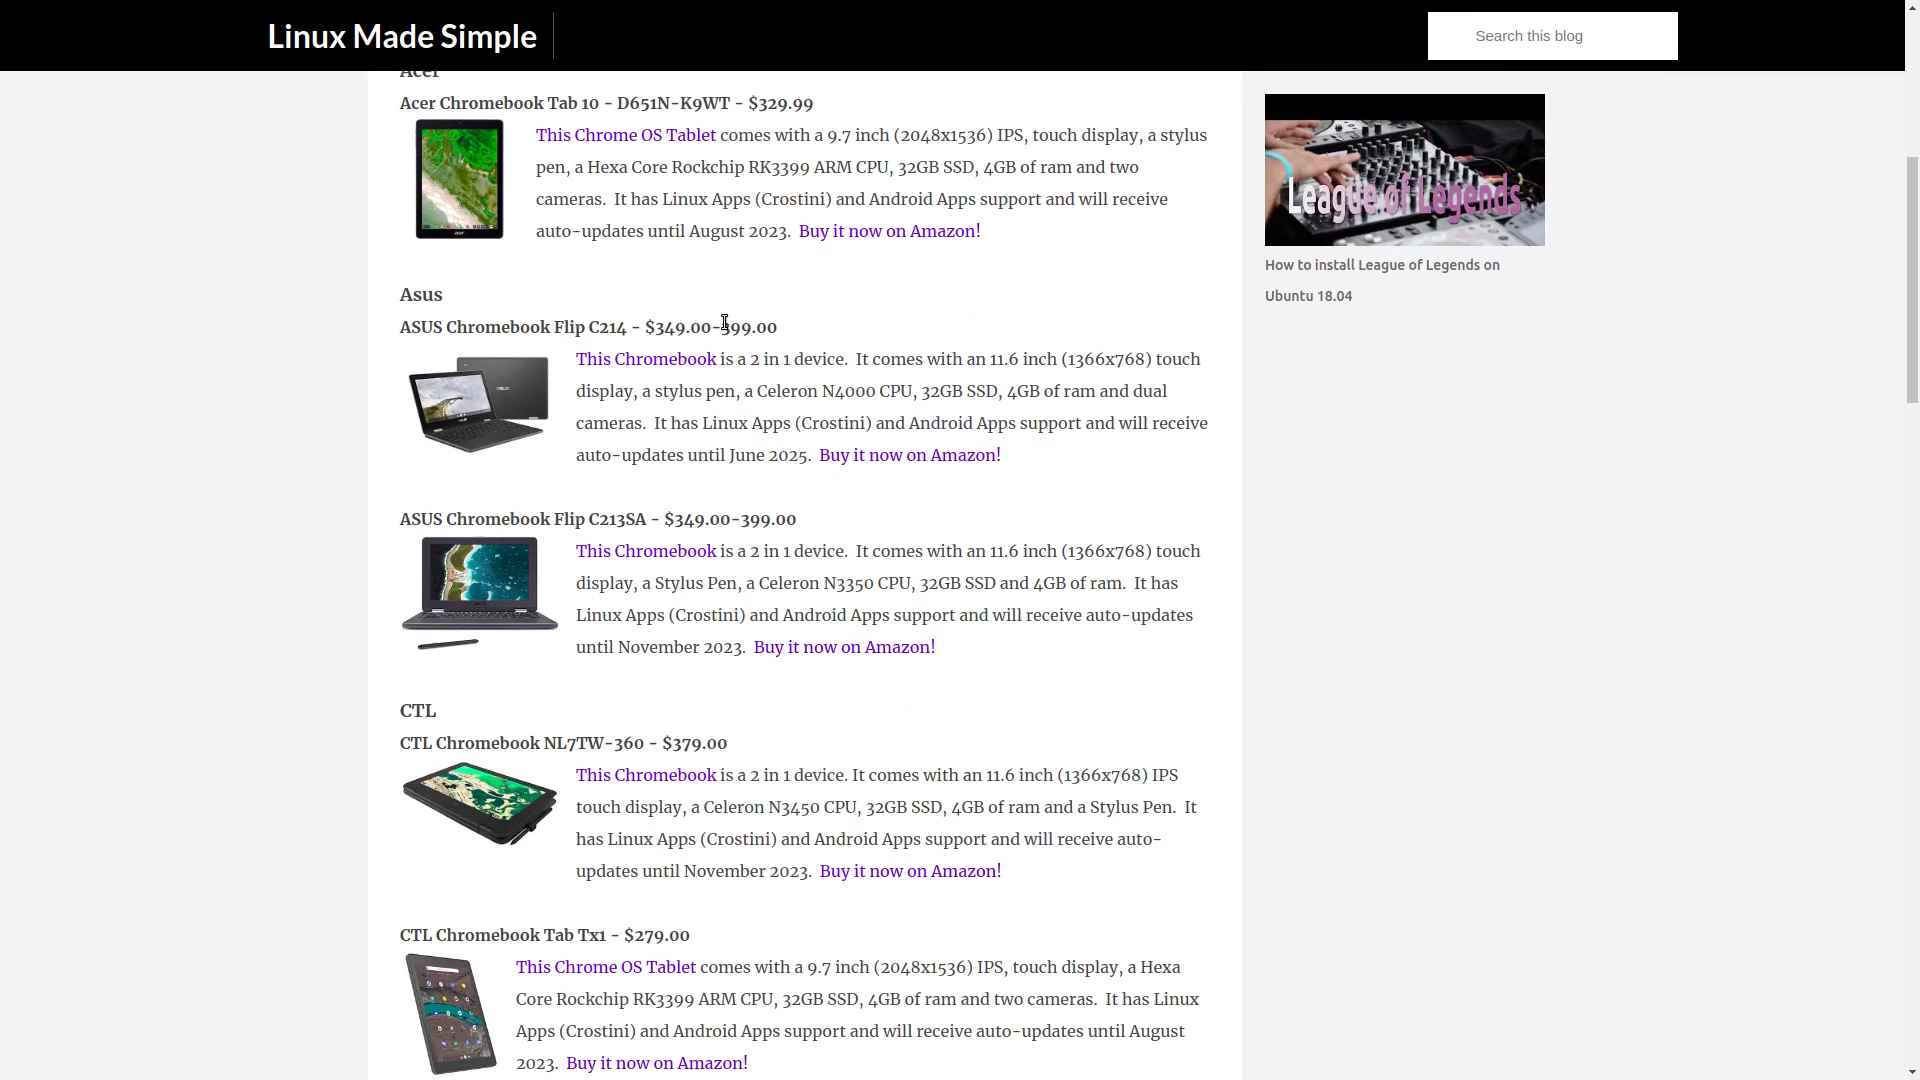 Linux Made Simple
Search this blog
Acer
Acer Chromebook Tab 10 - D651N-K9WT - $329.99
This Chrome OS Tablet comes with a 9.7 inch (2048x1536) IPS, touch display, a stylus
pen, a Hexa Core Rockchip RK3399 ARM CPU, 32GB SSD, 4GB of ram and two
cameras.  It has Linux Apps (Crostini) and Android Apps support and will receive
auto-updates until August 2023.  Buy it now on Amazon!
Asus
ASUS Chromebook Flip C214 - $349.00-399.00
This Chromebook is a 2 in 1 device.  It comes with an 11.6 inch (1366x768) touch
display, a stylus pen, a Celeron N4000 CPU, 32GB SSD, 4GB of ram and dual
cameras.  It has Linux Apps (Crostini) and Android Apps support and will receive
auto-updates until June 2025.  Buy it now on Amazon!
ASUS Chromebook Flip C213SA - $349.00-399.00
This Chromebook is a 2 in 1 device.  It comes with an 11.6 inch (1366x768) touch
display, a Stylus Pen, a Celeron N3350 CPU, 32GB SSD and 4GB of ram.  It has
Linux Apps (Crostini) and Android Apps support and will receive auto-updates
until November 2023.  Buy it now on Amazon!
CTL
CTL Chromebook NL7TW-360 - $379.00
This Chromebook is a 2 in 1 device. It comes with an 11.6 inch (1366x768) IPS
touch display, a Celeron N3450 CPU, 32GB SSD, 4GB of ram and a Stylus Pen.  It
has Linux Apps (Crostini) and Android Apps support and will receive auto-
updates until November 2023.  Buy it now on Amazon!
CTL Chromebook Tab Tx1 - $279.00
This Chrome OS Tablet comes with a 9.7 inch (2048x1536) IPS, touch display, a Hexa
Core Rockchip RK3399 ARM CPU, 32GB SSD, 4GB of ram and two cameras.  It has Linux
Apps (Crostini) and Android Apps support and will receive auto-updates until August
2023.  Buy it now on Amazon!
League of Legends
How to install League of Legends on
Ubuntu 18.04